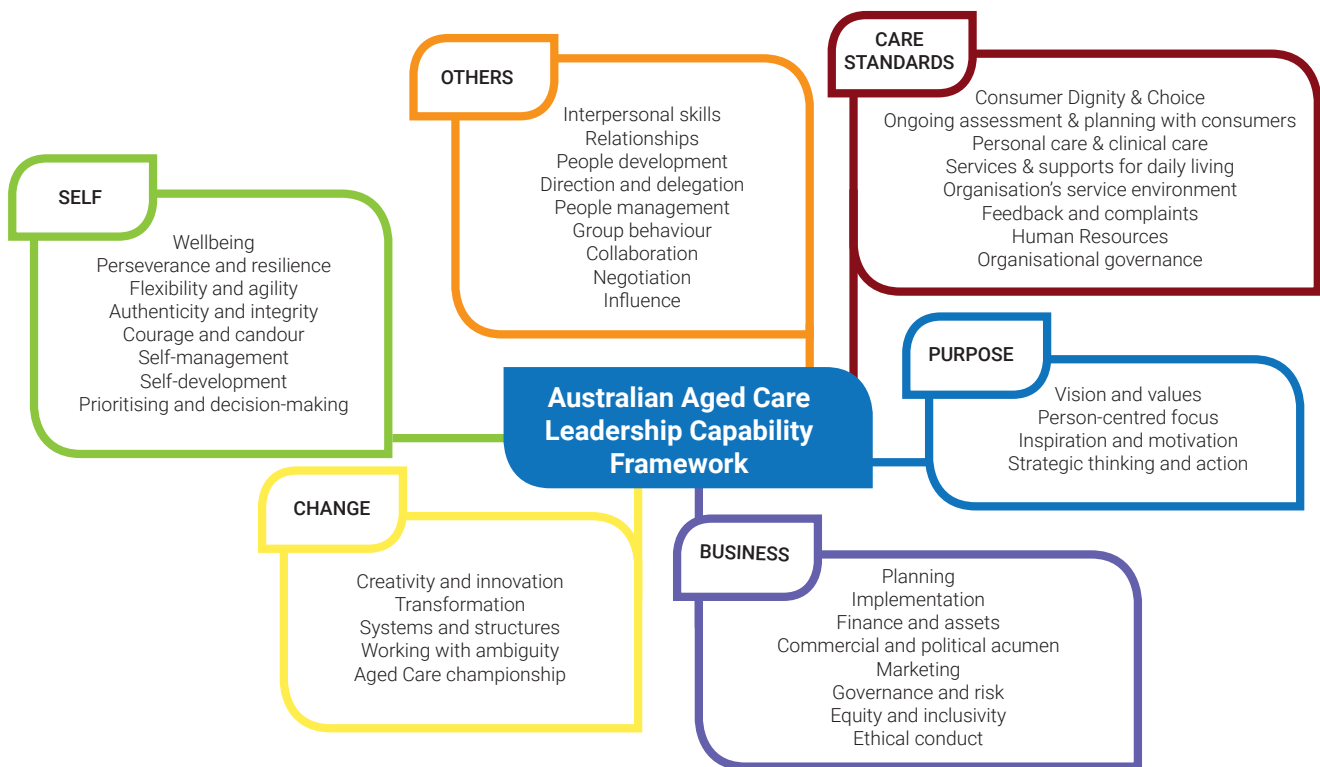 CARE
STANDARDS
Consumer Dignity & Choice
Ongoing assessment & planning with consumers
Personal care & clinical care
Services & supports for daily living
Organisation's service environment
Feedback and complaints
Human Resources
Organisational governance
OTHERS
Interpersonal skills
Relationships
People development
Direction and delegation
People management
Group behaviour
Collaboration
Negotiation
Influence
SELF
Wellbeing
Perseverance and resilience
Flexibility and agility
Authenticity and integrity
Courage and candour
Self-management
Self-development
Prioritising and decision-making
PURPOSE
Vision and values
Person-centred focus
Inspiration and motivation
Strategic thinking and action
Australian Aged Care
Leadership Capability
Framework
CHANGE
Creativity and innovation
Transformation
Systems and structures
Working with ambiguity
Aged Care championship
BUSINESS
Planning
Implementation
Finance and assets
Commercial and political acumen
Marketing
Governance and risk
Equity and inclusivity
Ethical conduct